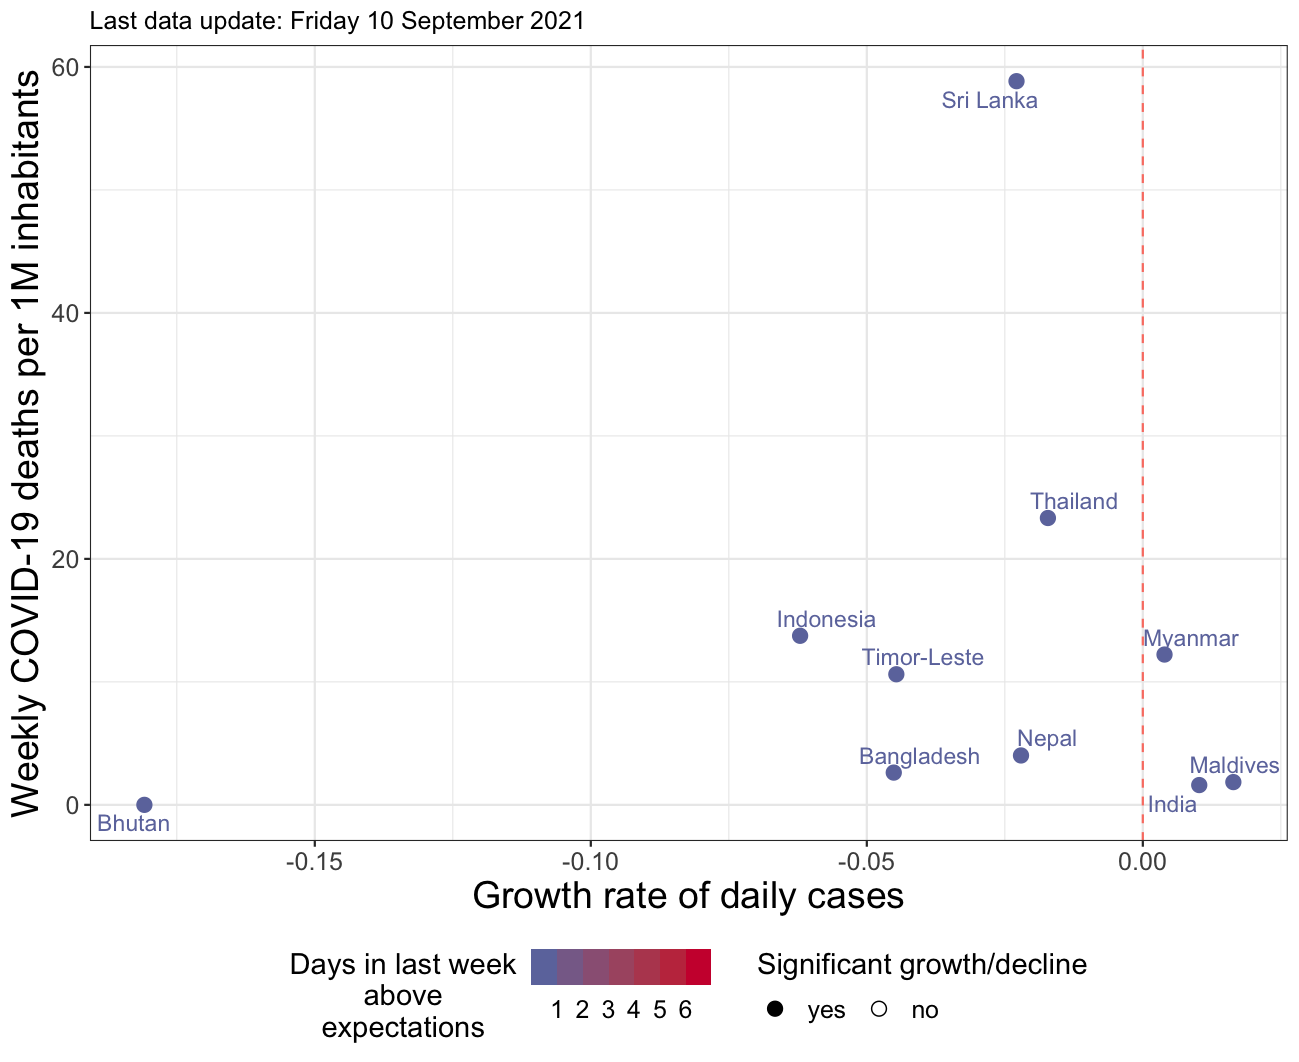 Last data update: Friday 10 September 2021
Weekly COVID-19 deaths per 1M inhabitants
60
40
20
0
Sri Lanka
Thailand
Indonesia
Myanmar
Timor-Leste
Nepal
Bangladesh
Maldives
India
Bhutan
-0.15 -0.10 -0.05 0.00
Growth rate of daily cases
Days in last week
above
expectations
1 2 3 4 5 6
Significant growth/decline
yes no